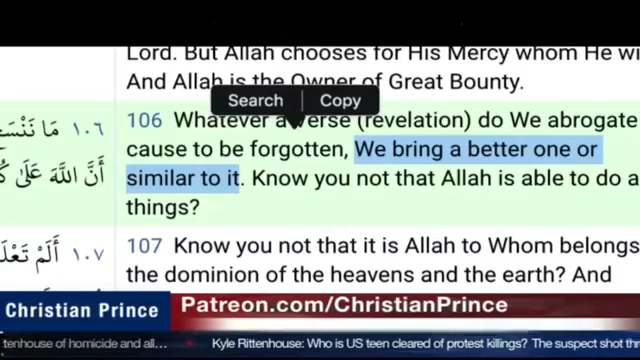 Lord. But Allah chooses for His Mercy whom He wi
And Allah is the Owner of Great Bounty.
Search Copy
106 Whatever a verse (revelation) do We abrogate
cause to be forgotten, We bring a better one or
similar to it. Know you not that Allah is able to do a
things?
١٠٦ مَا نَنْسَخْ
أَنَّ اللَّهَ عَلَىٰ كُ
107 Know you not that it is Allah to Whom belongs
the dominion of the heavens and the earth? And
١٠٧ أَلَمْ تَعْلَ
Christian Prince
Patreon.com/ChristianPrince
tenhouse of homicide and all...
Kyle Rittenhouse: Who is US teen cleared of protest killings? The suspect shot th